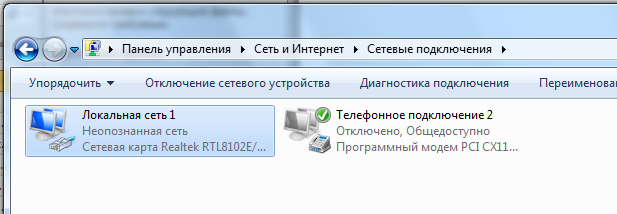 Панель управления Сеть и Интернет Сетевые подключения
Упорядочить Отключение сетевого устройства Диагностика подключения Переименова
Локальная сеть 1
Неопознанная сеть
Сетевая карта Realtek RTL8102E/...
Телефонное подключение 2
Отключено, Общедоступно
Программный модем PCI CX11...